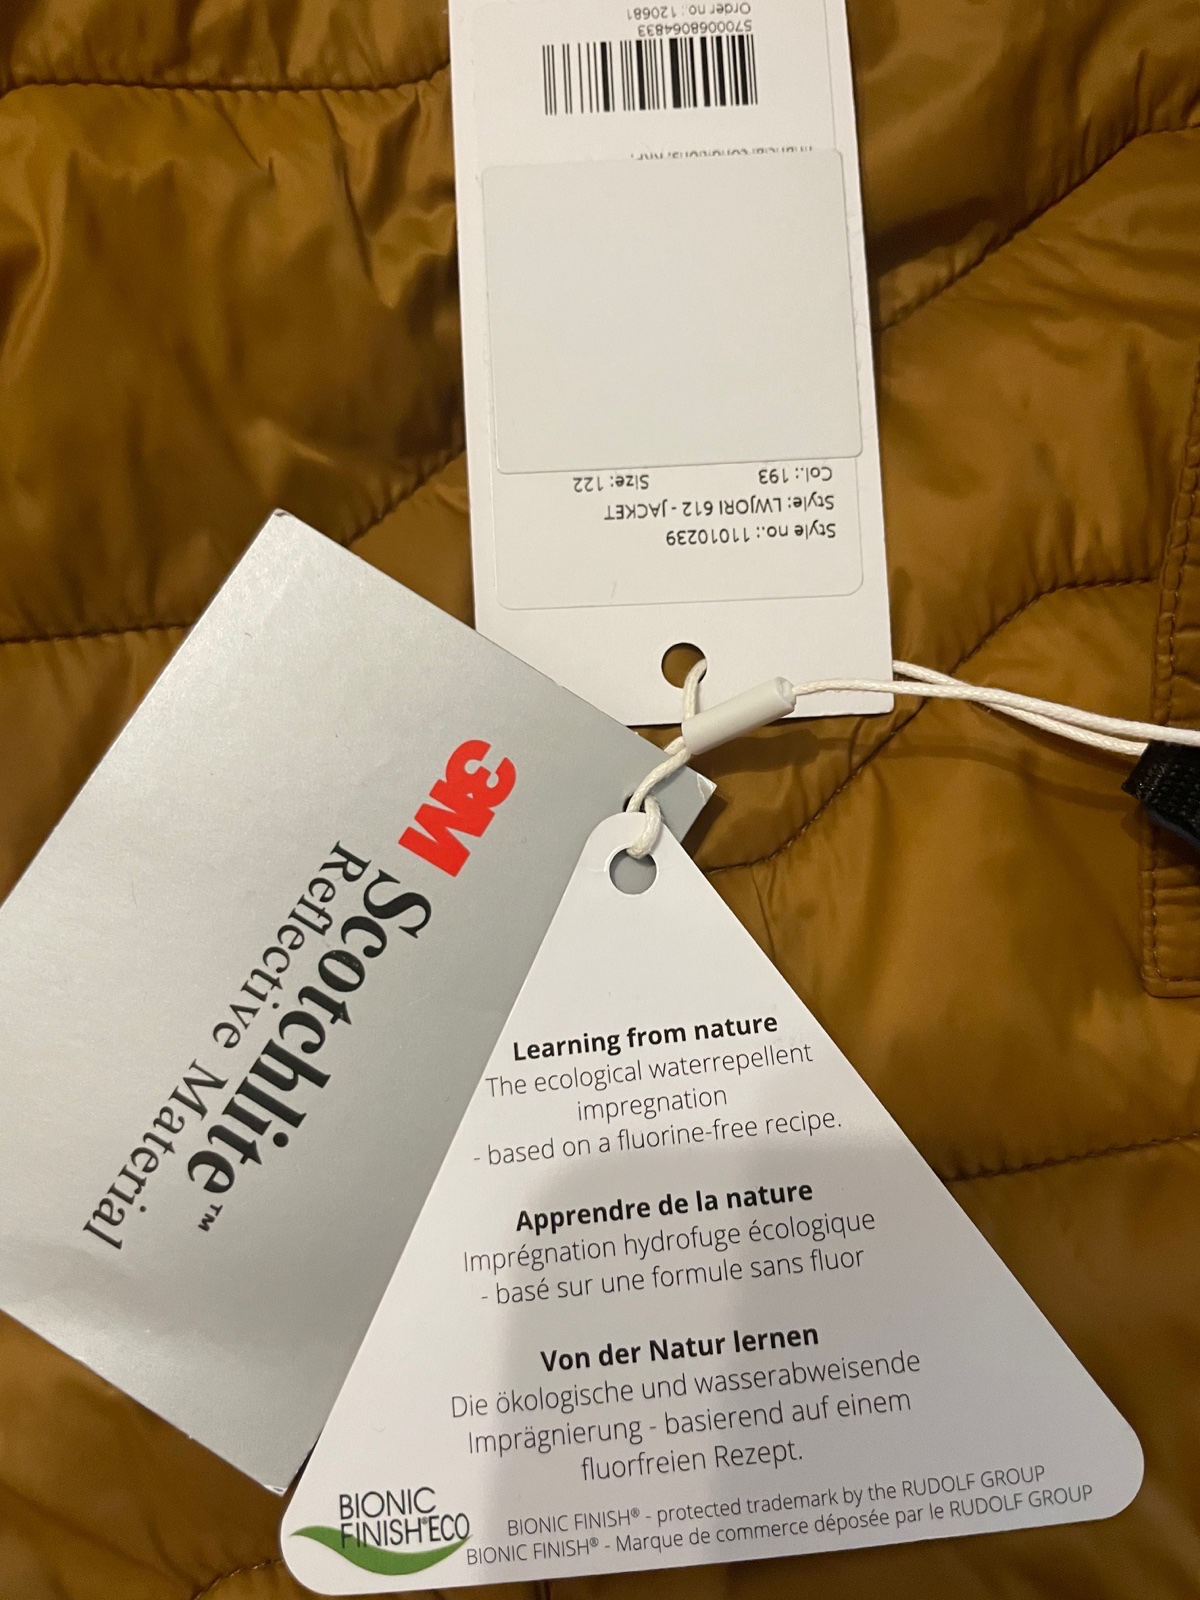 Style no.: 11010239
Style: LWJORI 612 - JACKET
Col.: 193 Size: 122
5700068064833
Order no.: 120681
3M
Scotchlite™
Reflective Material
Learning from nature
The ecological waterrepellent
impregnation
- based on a fluorine-free recipe.
Apprendre de la nature
Imprégnation hydrofuge écologique
- basé sur une formule sans fluor
Von der Natur lernen
Die ökologische und wasserabweisende
Imprägnierung - basierend auf einem
fluorfreien Rezept.
BIONIC
FINISH®ECO
BIONIC FINISH® - protected trademark by the RUDOLF GROUP
BIONIC FINISH® - Marque de commerce déposée par le RUDOLF GROUP